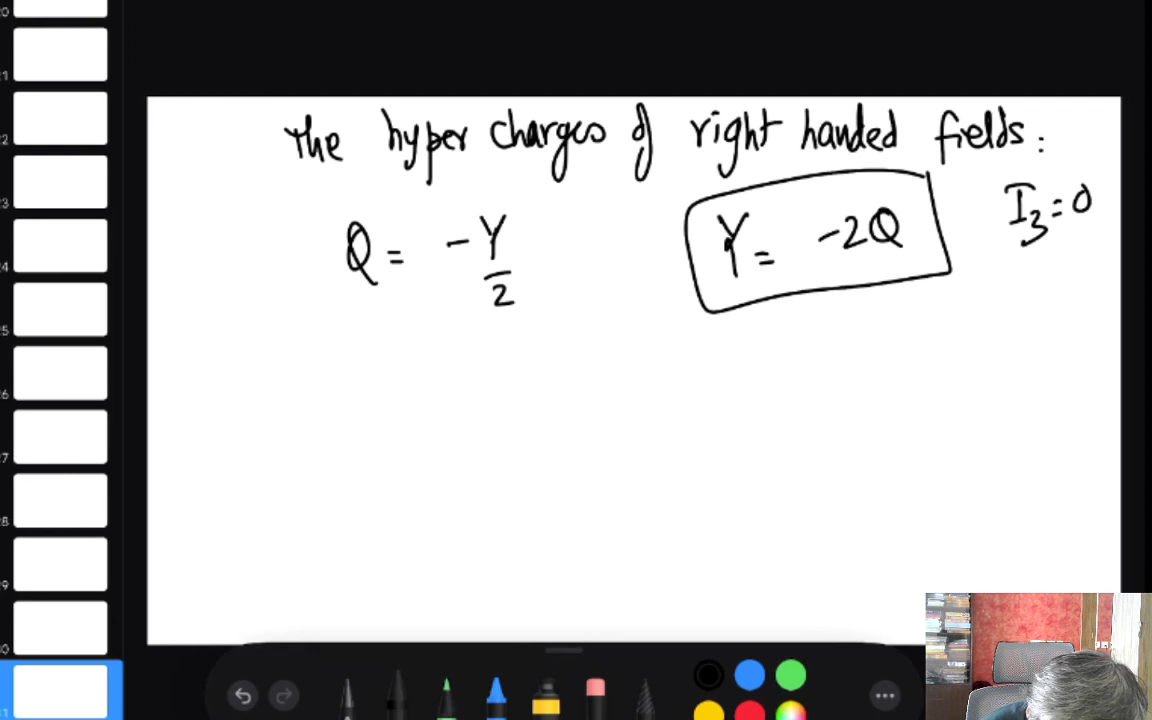 the hyper charges of right handed fields:
I₃=0
Q = -Y/2
Y = -2Q